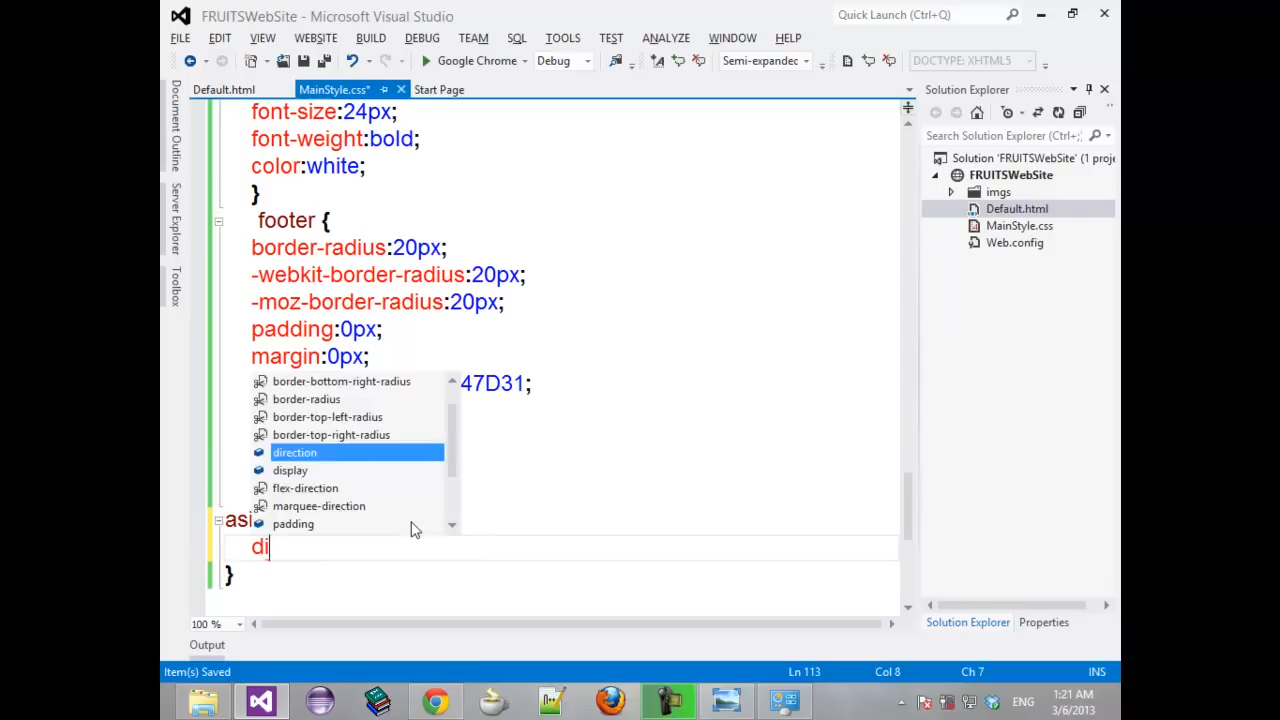 FRUITSWebSite - Microsoft Visual Studio
Quick Launch (Ctrl+Q)
FILE EDIT VIEW WEBSITE BUILD DEBUG TEAM SQL TOOLS TEST ANALYZE WINDOW HELP
Google Chrome Debug Semi-expanded DOCTYPE: XHTML5
Document Outline
Server Explorer
Toolbox
Default.html MainStyle.css* Start Page
font-size:24px;
font-weight:bold;
color:white;
}
footer {
border-radius:20px;
-webkit-border-radius:20px;
-moz-border-radius:20px;
padding:0px;
margin:0px;
47D31;
border-bottom-right-radius
border-radius
border-top-left-radius
border-top-right-radius
direction
display
flex-direction
marquee-direction
padding
asi
di
}
100 %
Output
Solution Explorer
Search Solution Explorer (Ctrl+;)
Solution 'FRUITSWebSite' (1 proje
FRUITSWebSite
imgs
Default.html
MainStyle.css
Web.config
Solution Explorer Properties
Item(s) Saved Ln 113 Col 8 Ch 7 INS
ENG
1:21 AM
3/6/2013